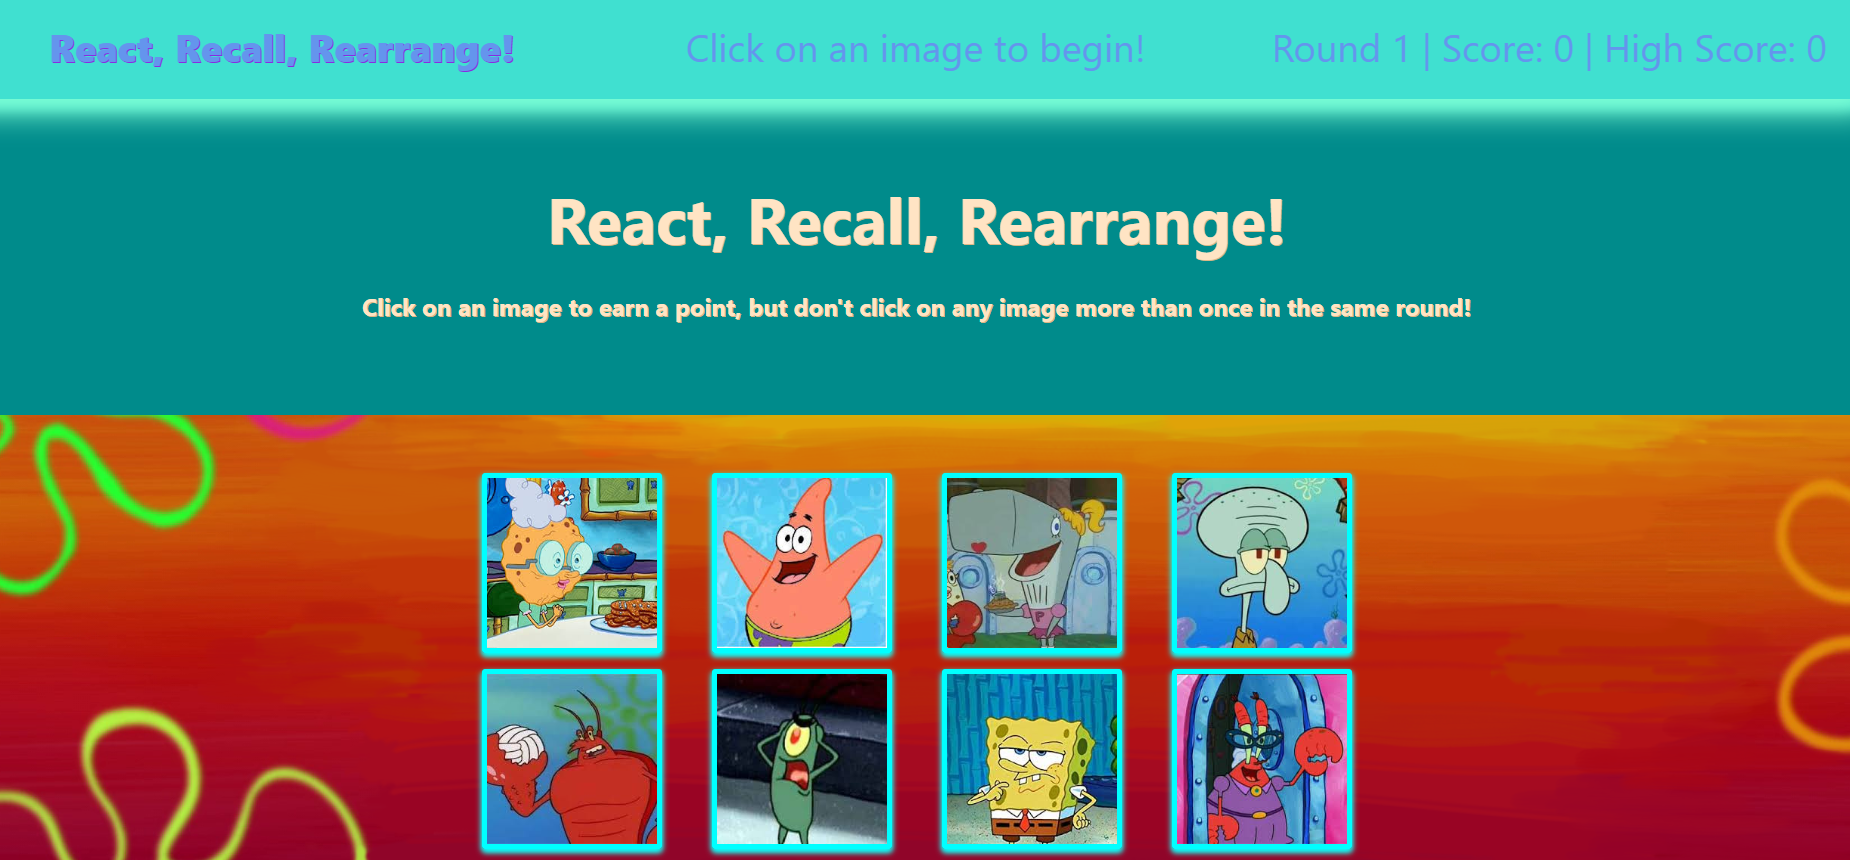 React, Recall, Rearrange!
Click on an image to begin!
Round 1 | Score: 0 | High Score: 0
React, Recall, Rearrange!
Click on an image to earn a point, but don't click on any image more than once in the same round!